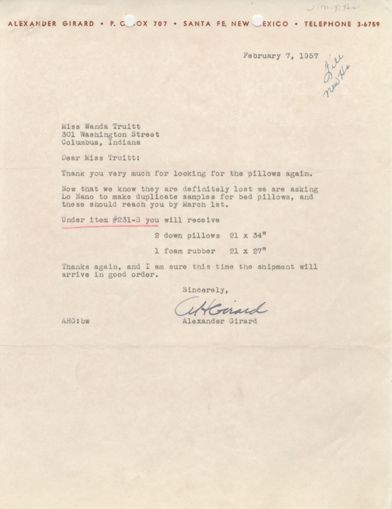 ALEXANDER GIRARD • P. O. BOX 707 • SANTA FE, NEW MEXICO • TELEPHONE 3-6759
February 7, 1957
File
Miss Wanda Truitt
301 Washington Street
Columbus, Indiana
Dear Miss Truitt:
Thank you very much for looking for the pillows again.
Now that we know they are definitely lost we are asking
Lo Nano to make duplicate samples for bed pillows, and
these should reach you by March 1st.
Under item #231-S you will receive
2 down pillows 21 x 34"
1 foam rubber 21 x 27"
Thanks again, and I am sure this time the shipment will
arrive in good order.
Sincerely,
AHGirard
AHG:bw
Alexander Girard